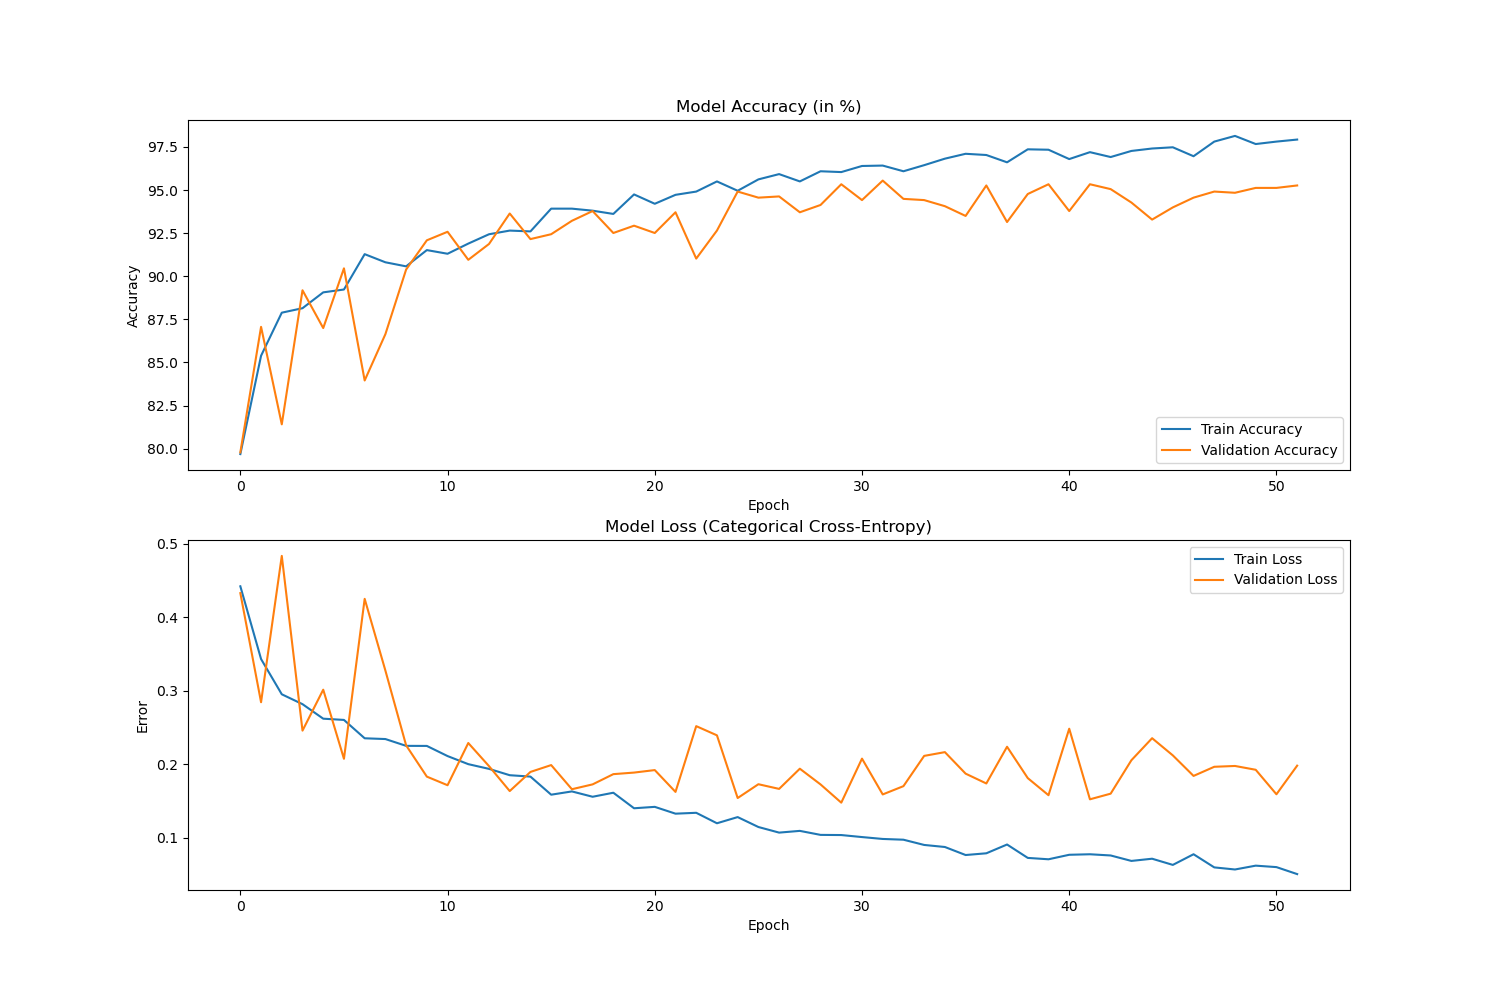 Model Accuracy (in %)
97.5
95.0
92.5
90.0
87.5
85.0
82.5
80.0
Accuracy
Train Accuracy
Validation Accuracy
0 10 20 30 40 50
Epoch
Model Loss (Categorical Cross-Entropy)
0.5
0.4
0.3
0.2
0.1
Error
Train Loss
Validation Loss
0 10 20 30 40 50
Epoch